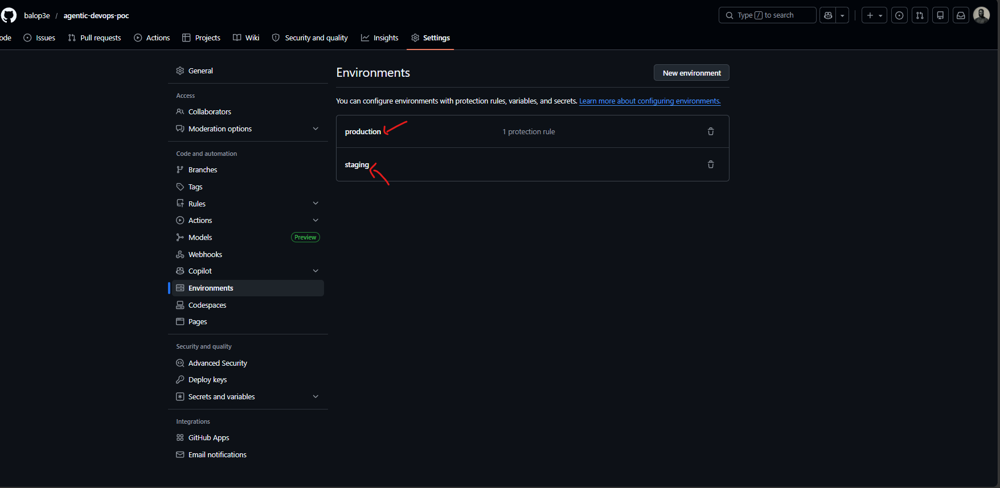 balop3e / agentic-devops-poc
Type / to search
ode
Issues
Pull requests
Actions
Projects
Wiki
Security and quality
Insights
Settings
General
Access
Collaborators
Moderation options
Code and automation
Branches
Tags
Rules
Actions
Models
Preview
Webhooks
Copilot
Environments
Codespaces
Pages
Security and quality
Advanced Security
Deploy keys
Secrets and variables
Integrations
GitHub Apps
Email notifications
Environments
New environment
You can configure environments with protection rules, variables, and secrets. Learn more about configuring environments.
production
1 protection rule
staging